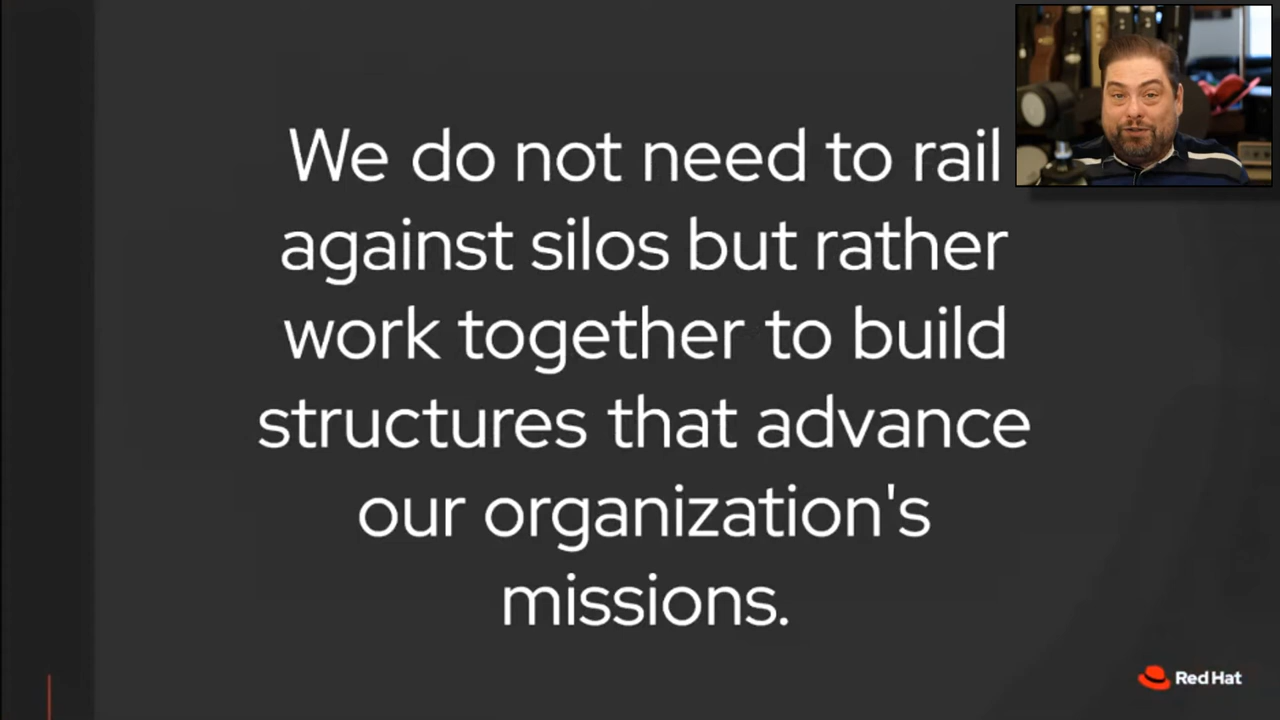 We do not need to rail
against silos but rather
work together to build
structures that advance
our organization's
missions.
Red Hat